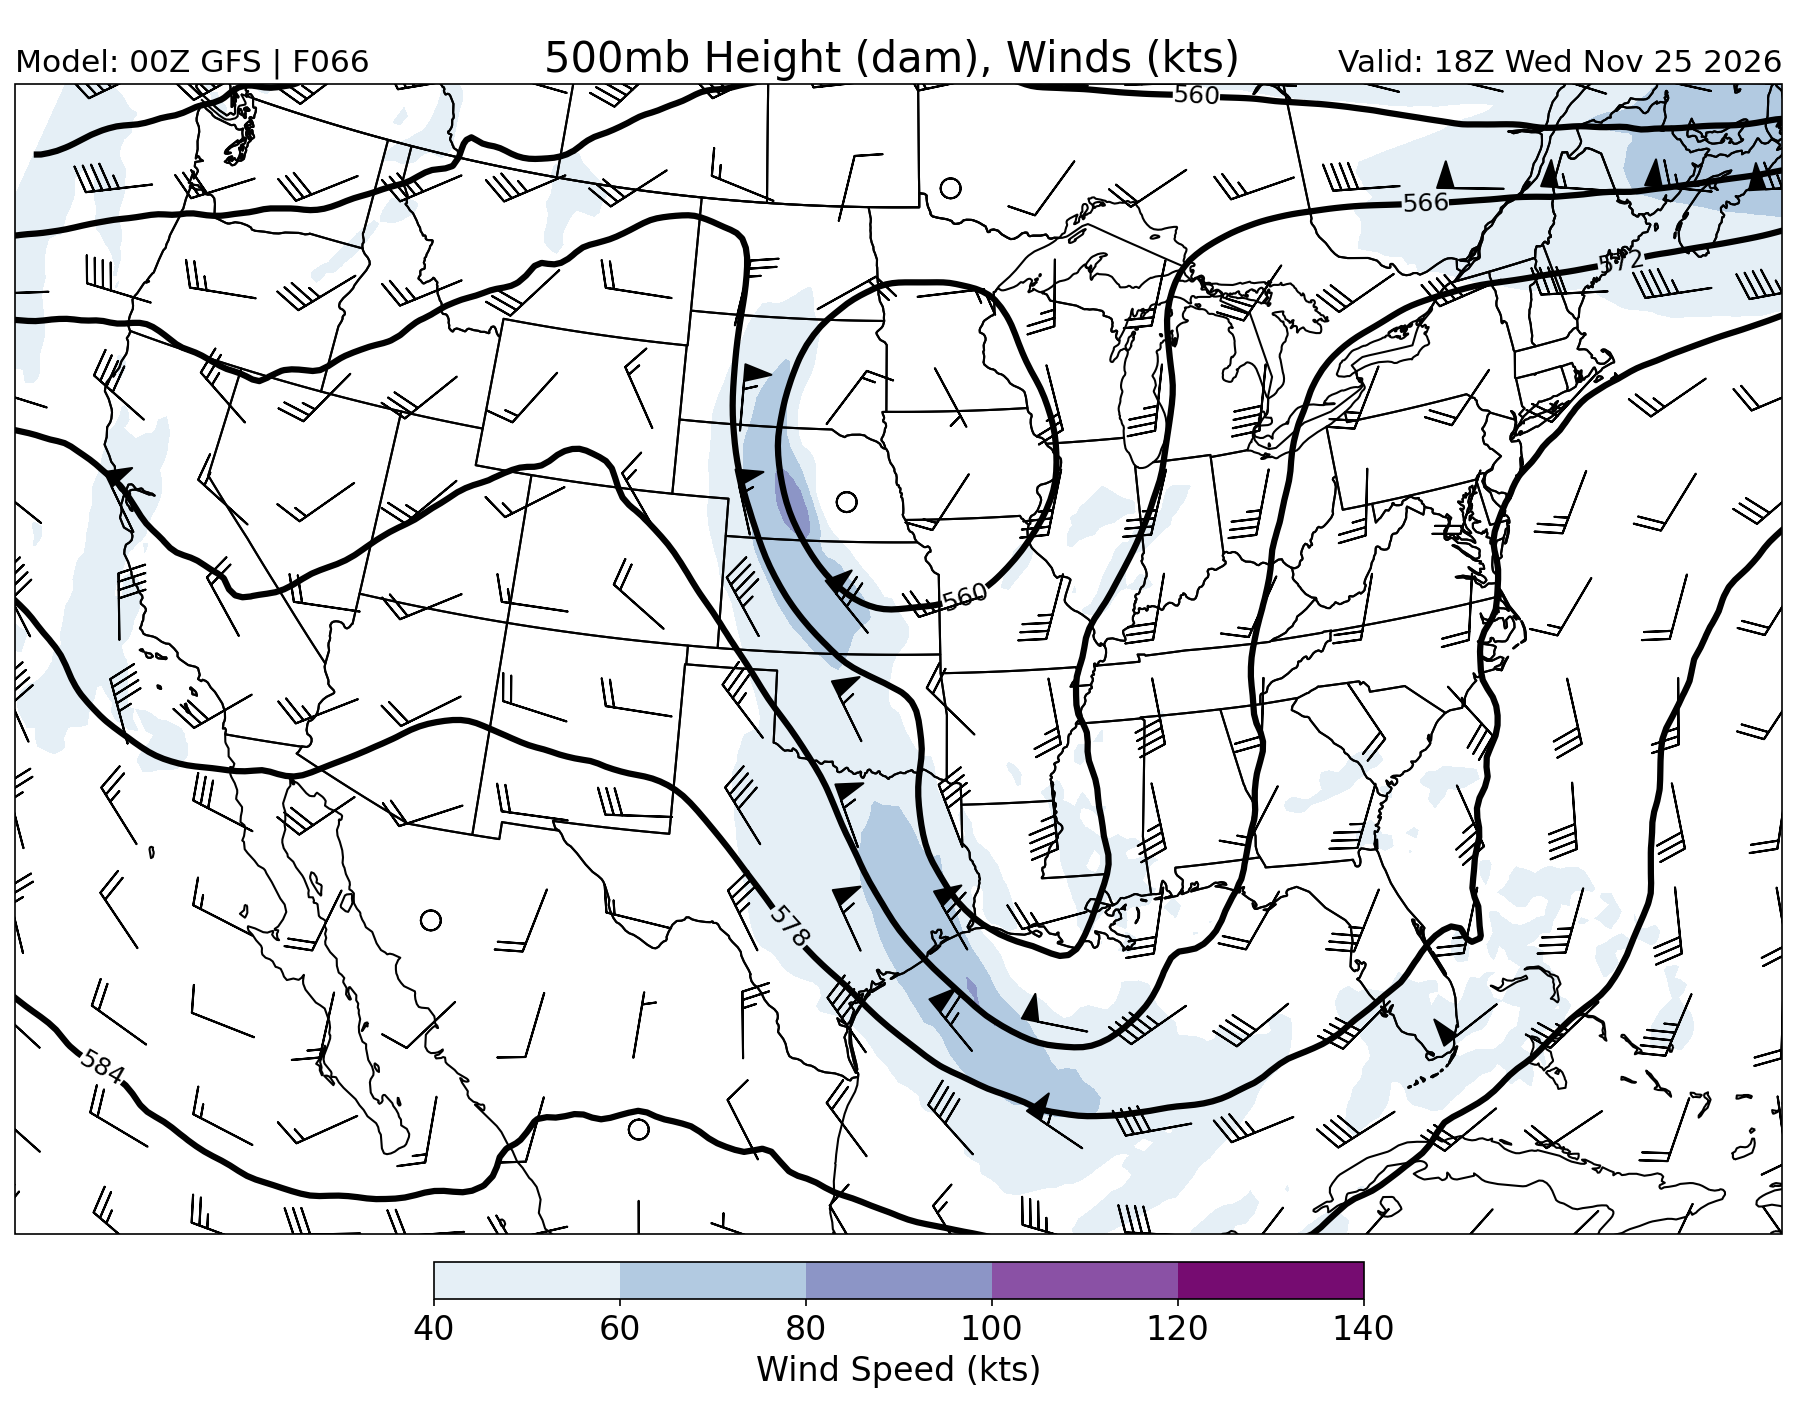 500mb Height (dam), Winds (kts)
Model: 00Z GFS | F066
Valid: 18Z Wed Nov 25 2026
560
566
572
560
578
584
40 60 80 100 120 140
Wind Speed (kts)